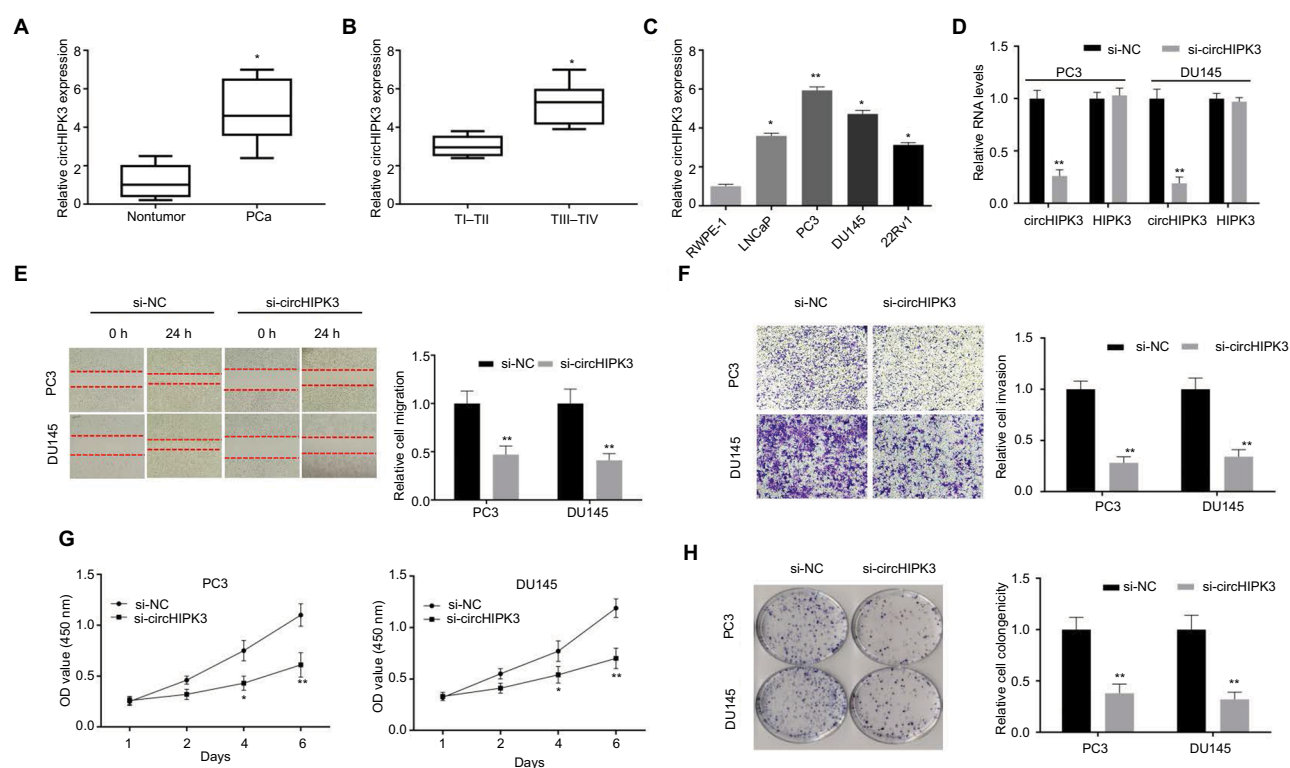 A
Relative circHIPK3 expression
8
6
4
2
0
*
Nontumor
PCa
B
Relative circHIPK3 expression
8
6
4
2
0
*
TI–TII
TIII–TIV
C
Relative circHIPK3 expression
8
6
4
2
0
*
**
*
*
RWPE-1
LNCaP
PC3
DU145
22Rv1
D
Relative RNA levels
1.5
1.0
0.5
0.0
si-NC
si-circHIPK3
PC3
DU145
**
**
circHIPK3
HIPK3
circHIPK3
HIPK3
E
si-NC
si-circHIPK3
0 h
24 h
0 h
24 h
PC3
DU145
Relative cell migration
1.5
1.0
0.5
0.0
si-NC
si-circHIPK3
**
**
PC3
DU145
F
si-NC
si-circHIPK3
PC3
DU145
Relative cell invasion
1.5
1.0
0.5
0.0
si-NC
si-circHIPK3
**
**
PC3
DU145
G
PC3
OD value (450 nm)
1.5
1.0
0.5
0.0
si-NC
si-circHIPK3
*
**
1
2
4
6
Days
DU145
OD value (450 nm)
1.5
1.0
0.5
0.0
si-NC
si-circHIPK3
*
**
1
2
4
6
Days
H
si-NC
si-circHIPK3
PC3
DU145
Relative cell colongenicity
1.5
1.0
0.5
0.0
si-NC
si-circHIPK3
**
**
PC3
DU145